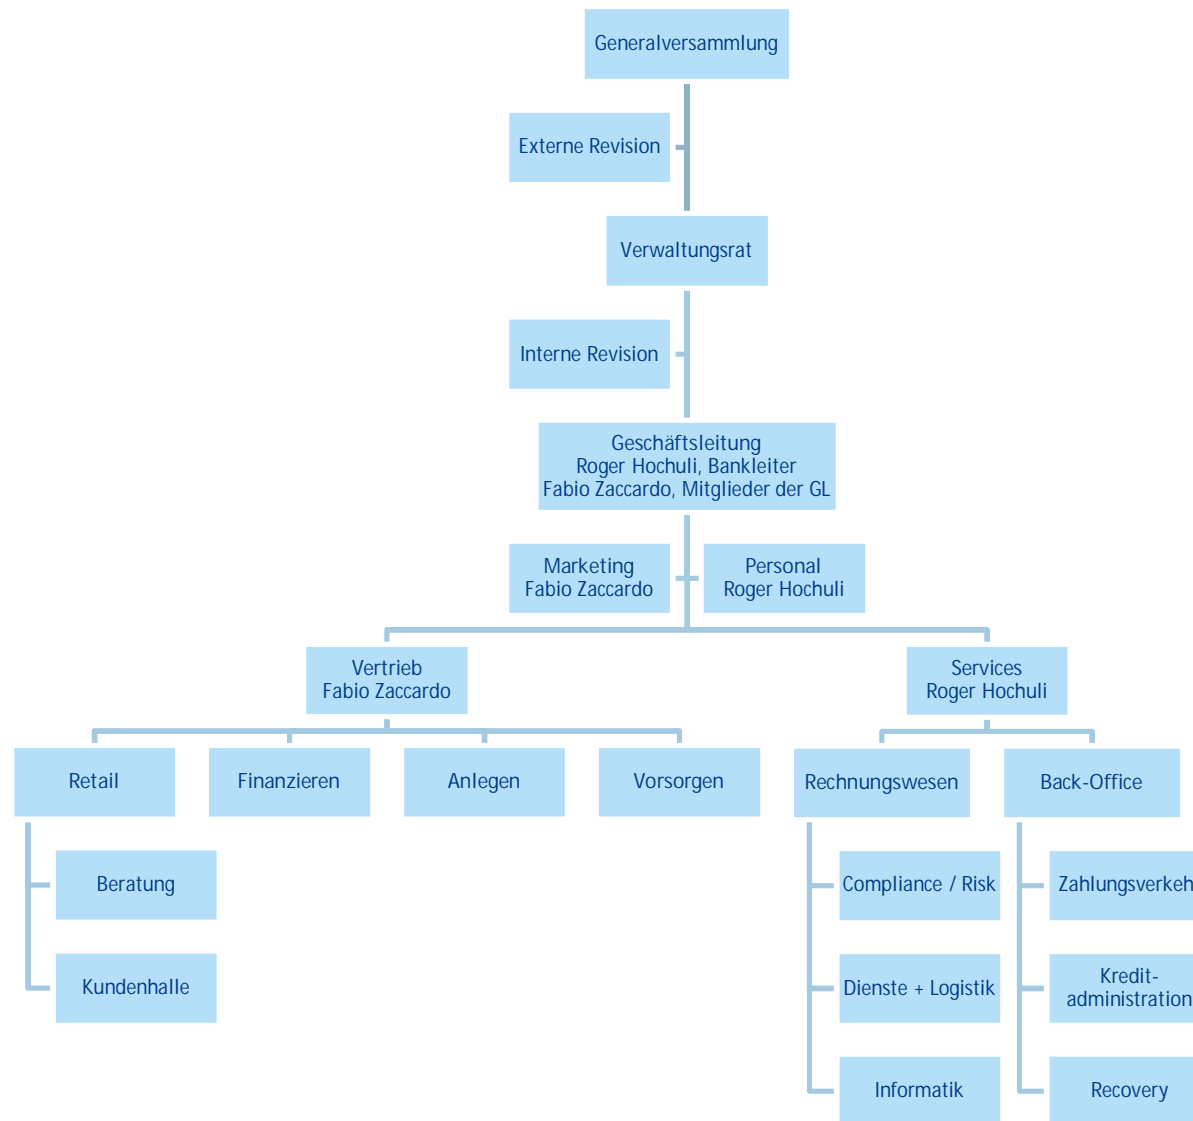 Generalversammlung
Externe Revision
Verwaltungsrat
Interne Revision
Geschäftsleitung
Roger Hochuli, Bankleiter
Fabio Zaccardo, Mitglieder der GL
Marketing
Fabio Zaccardo
Personal
Roger Hochuli
Vertrieb
Fabio Zaccardo
Services
Roger Hochuli
Retail
Finanzieren
Anlegen
Vorsorgen
Rechnungswesen
Back-Office
Beratung
Compliance / Risk
Zahlungsverkeh
Kundenhalle
Dienste + Logistik
Kredit-
administration
Informatik
Recovery